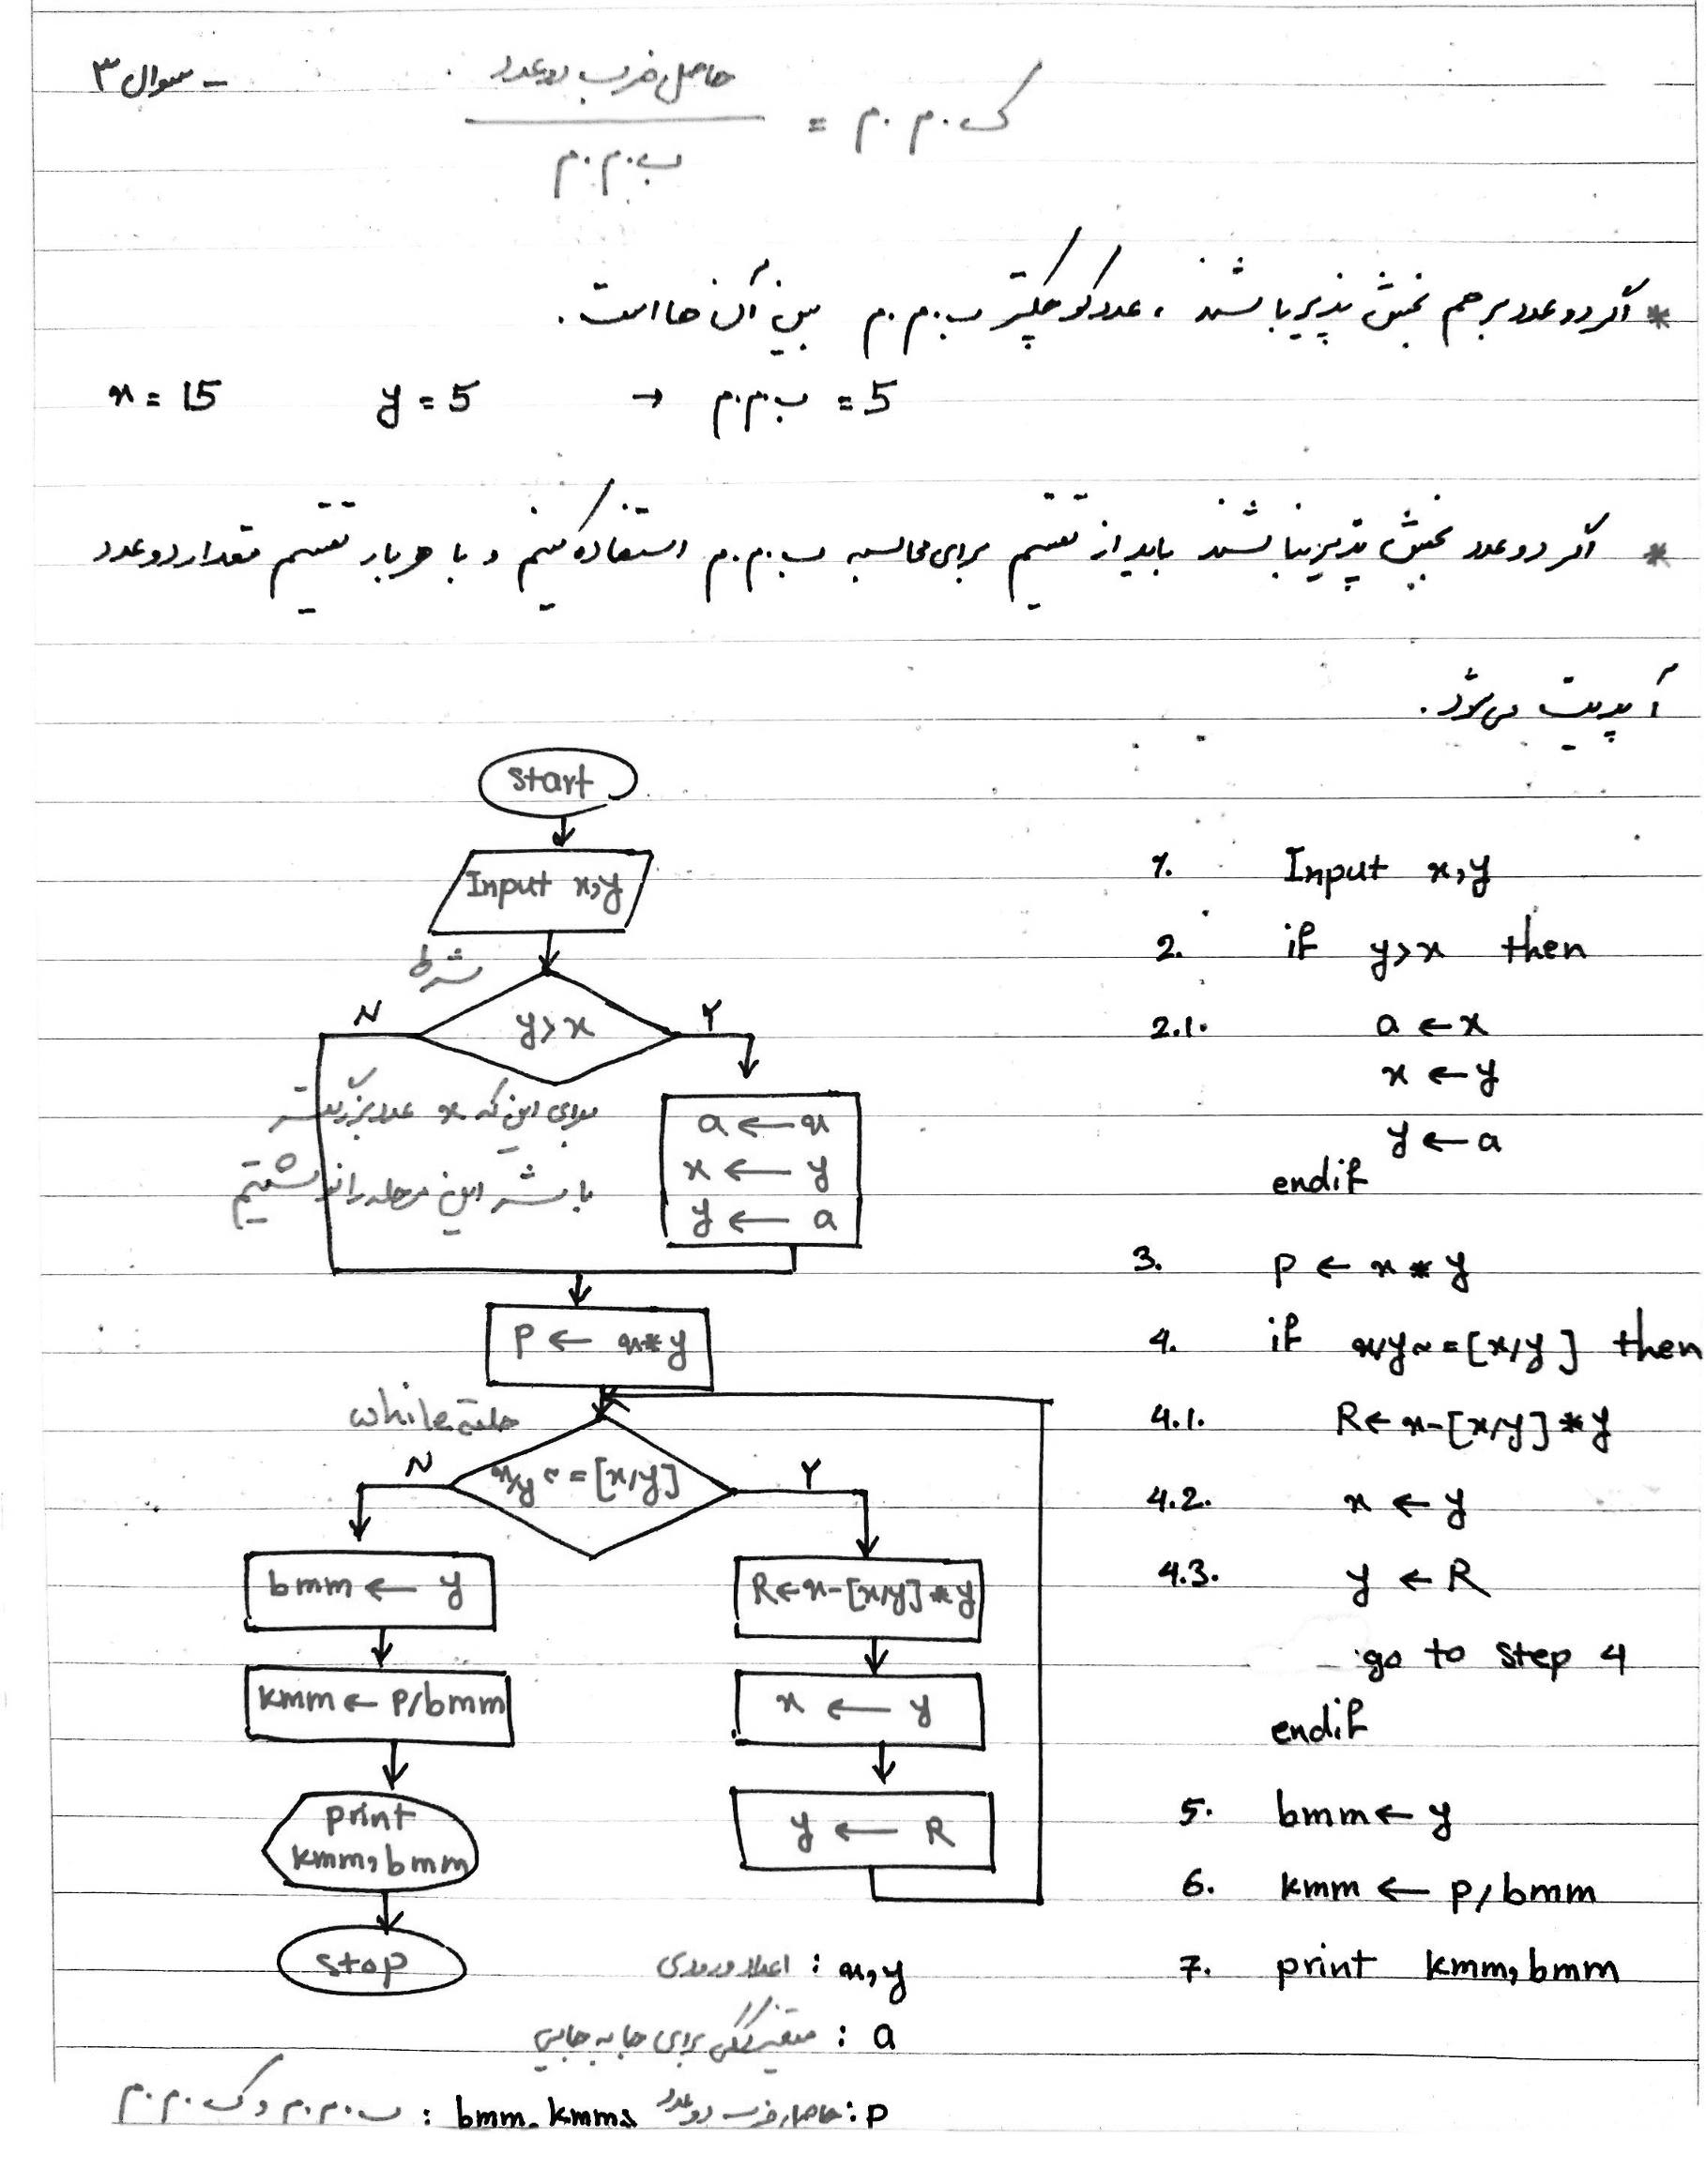 - سوال ۳
ک.م.م = حاصل ضرب دو عدد
ب.م.م
* اگر دو عدد بر هم بخش پذیر باشند ، عدد کوچکتر ب.م.م بین آن ها است .
x = 15 y = 5 → ب.م.م = 5
* اگر دو عدد بخش پذیر نباشند باید از تقسیم برای محاسبه ب.م.م استفاده کنیم و با هر بار تقسیم مقدار دو عدد
آپدیت می شود .
start
Input x,y
شرط
N
y>x
Y
برای این که x عدد بزرگتر
باشد این مرحله را نوشتیم
a ← x
x ← y
y ← a
P ← x*y
حلقه while
N
x/y ~= [x/y]
Y
bmm ← y
kmm ← P/bmm
print
kmm, bmm
stop
R ← x-[x/y]*y
x ← y
y ← R
1. Input x,y
2. if y>x then
2.1. a ← x
x ← y
y ← a
endif
3. P ← x * y
4. if x/y ~= [x/y] then
4.1. R ← x-[x/y]*y
4.2. x ← y
4.3. y ← R
go to step 4
endif
5. bmm ← y
6. kmm ← P/bmm
7. print kmm, bmm
x,y : اعداد ورودی
a : متغیر کمکی برای جا به جایی
P : حاصل ضرب دو عدد
bmm, kmm : ب.م.م و ک.م.م